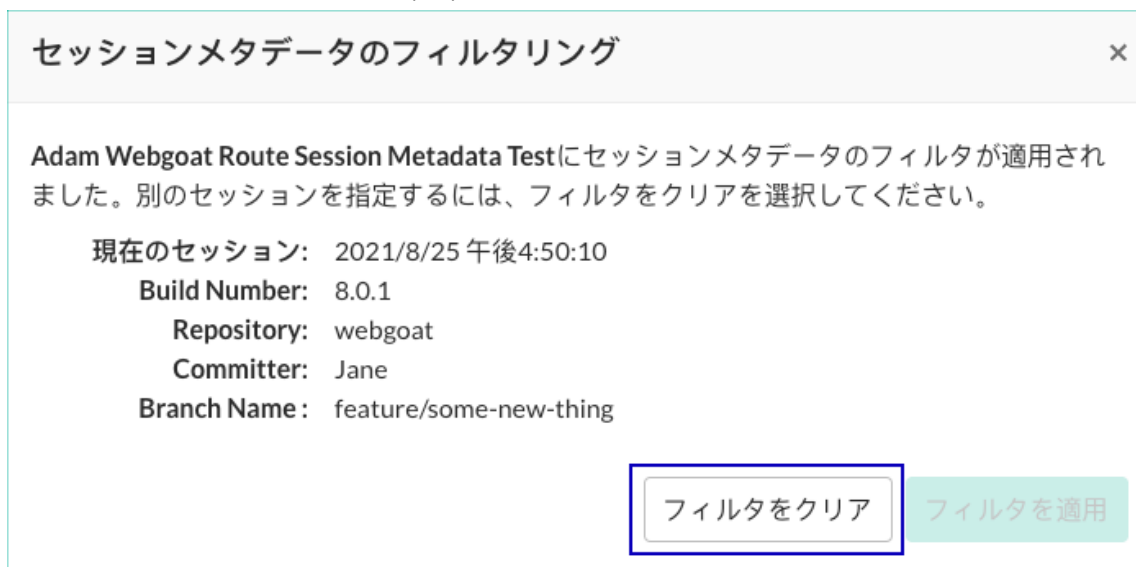 セッションメタデータのフィルタリング ×
Adam Webgoat Route Session Metadata Testにセッションメタデータのフィルタが適用され
ました。別のセッションを指定するには、フィルタをクリアを選択してください。
現在のセッション: 2021/8/25 午後4:50:10
Build Number: 8.0.1
Repository: webgoat
Committer: Jane
Branch Name : feature/some-new-thing
フィルタをクリア フィルタを適用